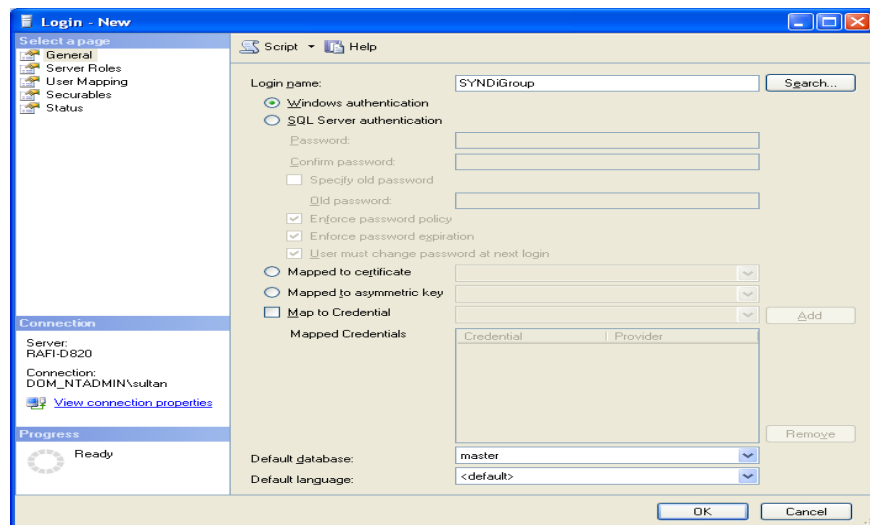 Login - New
Select a page
General
Server Roles
User Mapping
Securables
Status
Script
Help
Login name:
SYNDiGroup
Search...
Windows authentication
SQL Server authentication
Password:
Confirm password:
Specify old password
Old password:
Enforce password policy
Enforce password expiration
User must change password at next login
Mapped to certificate
Mapped to asymmetric key
Map to Credential
Add
Mapped Credentials
Credential
Provider
Remove
Default database:
master
Default language:
<default>
Connection
Server:
RAFI-D820
Connection:
DOM_NTADMIN\sultan
View connection properties
Progress
Ready
OK
Cancel